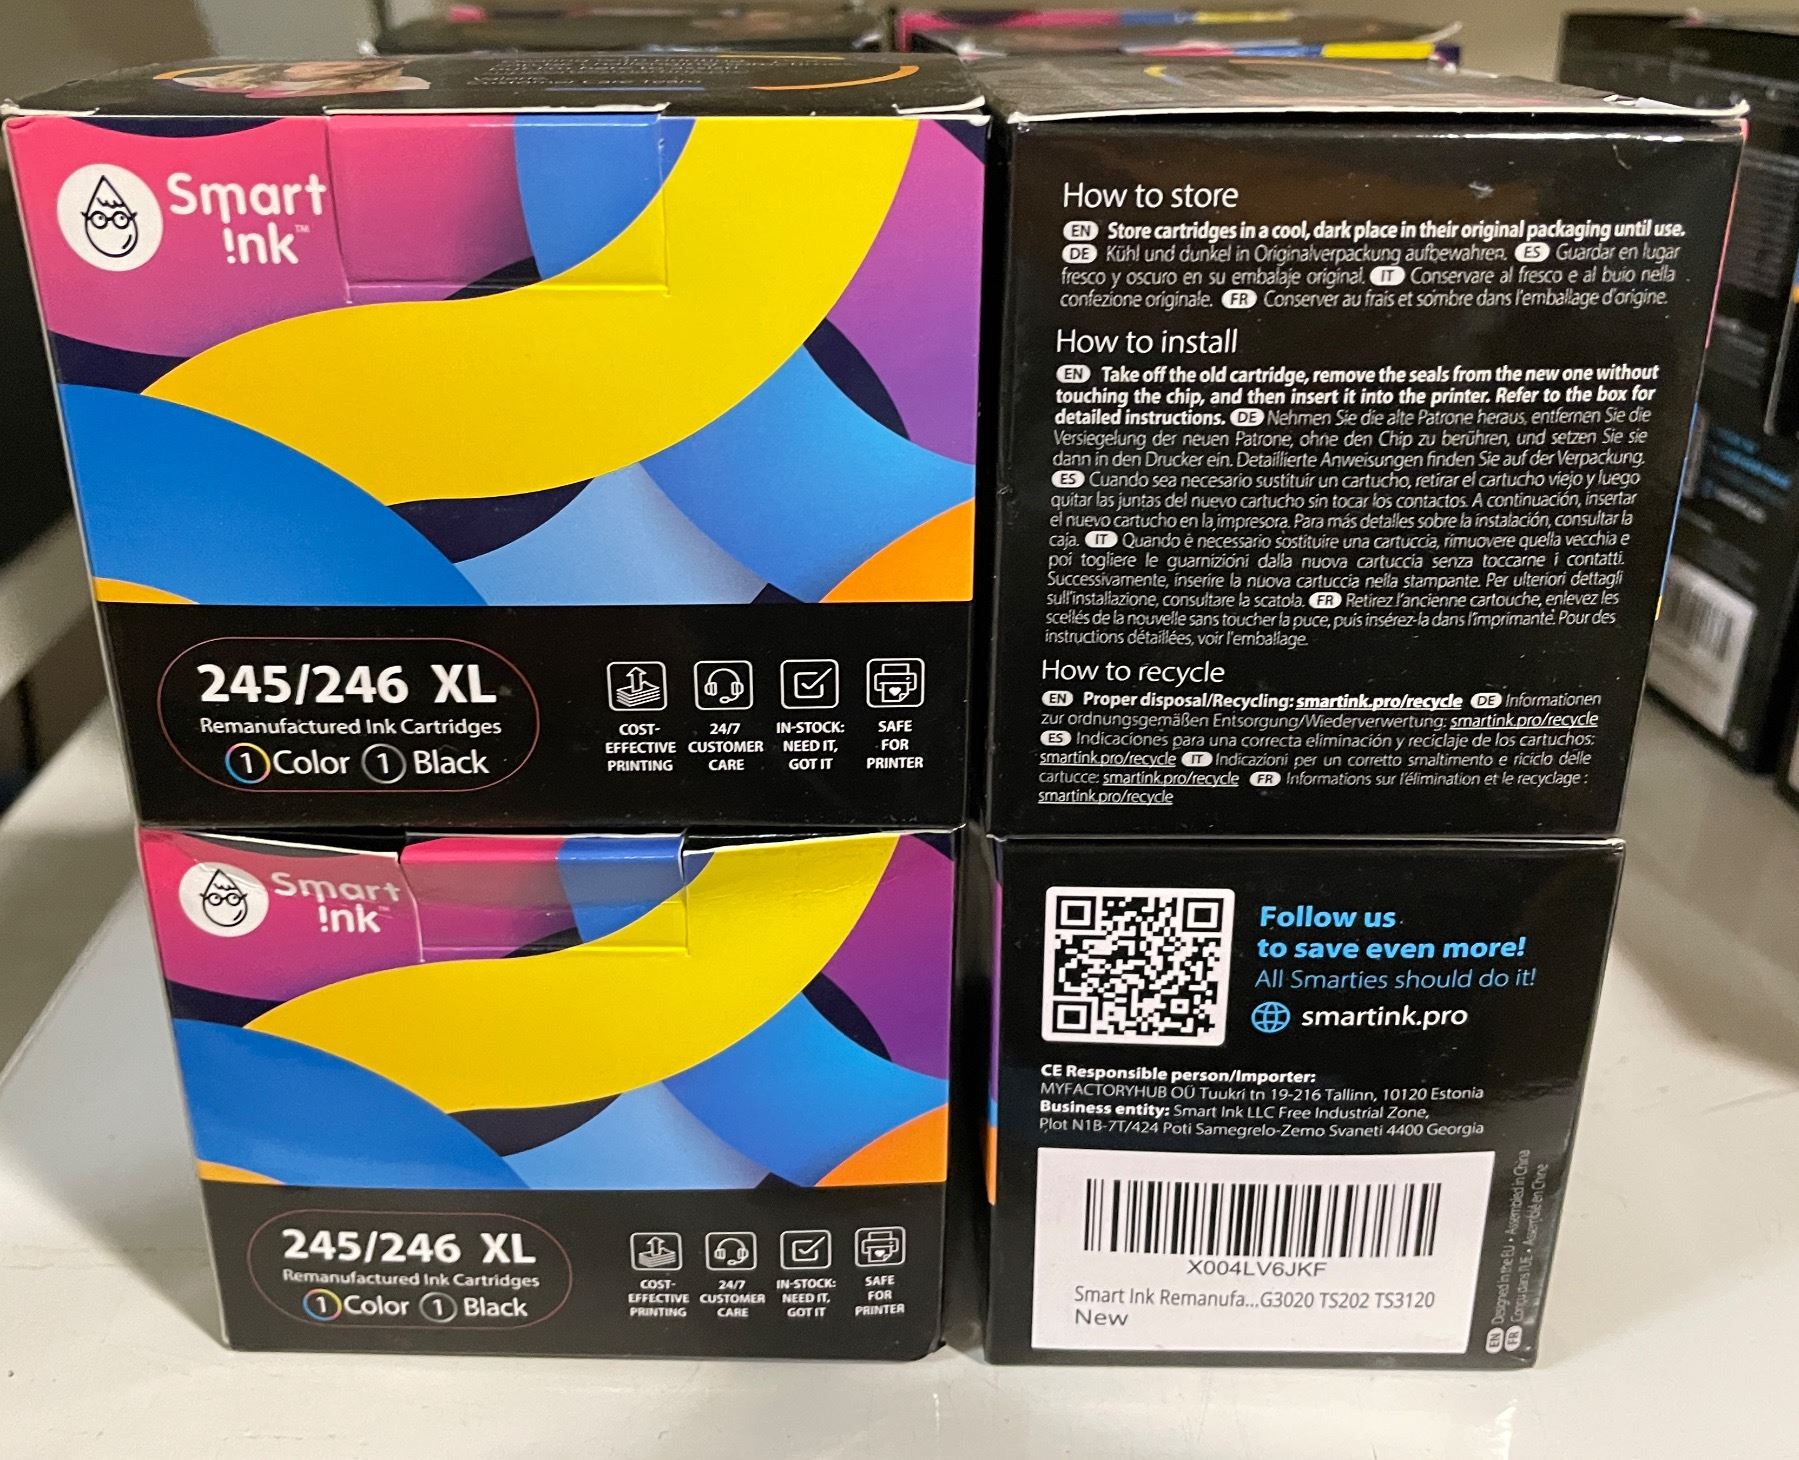 Smart
!nk™
245/246 XL
Remanufactured Ink Cartridges
1 Color 1 Black
COST-
EFFECTIVE
PRINTING
24/7
CUSTOMER
CARE
IN-STOCK:
NEED IT,
GOT IT
SAFE
FOR
PRINTER
How to store
EN Store cartridges in a cool, dark place in their original packaging until use.
DE Kühl und dunkel in Originalverpackung aufbewahren. ES Guardar en lugar
fresco y oscuro en su embalaje original. IT Conservare al fresco e al buio nella
confezione originale. FR Conserver au frais et sombre dans l'emballage d'origine.
How to install
EN Take off the old cartridge, remove the seals from the new one without
touching the chip, and then insert it into the printer. Refer to the box for
detailed instructions. DE Nehmen Sie die alte Patrone heraus, entfernen Sie die
Versiegelung der neuen Patrone, ohne den Chip zu berühren, und setzen Sie sie
dann in den Drucker ein. Detaillierte Anweisungen finden Sie auf der Verpackung.
ES Cuando sea necesario sustituir un cartucho, retirar el cartucho viejo y luego
quitar las juntas del nuevo cartucho sin tocar los contactos. A continuación, insertar
el nuevo cartucho en la impresora. Para más detalles sobre la instalación, consultar la
caja. IT Quando è necessario sostituire una cartuccia, rimuovere quella vecchia e
poi togliere le guarnizioni dalla nuova cartuccia senza toccarne i contatti.
Successivamente, inserire la nuova cartuccia nella stampante. Per ulteriori dettagli
sull'installazione, consultare la scatola. FR Retirez l'ancienne cartouche, enlevez les
scellés de la nouvelle sans toucher la puce, puis insérez-la dans l'imprimante. Pour des
instructions détaillées, voir l'emballage.
How to recycle
EN Proper disposal/Recycling: smartink.pro/recycle DE Informationen
zur ordnungsgemäßen Entsorgung/Wiederverwertung: smartink.pro/recycle
ES Indicaciones para una correcta eliminación y reciclaje de los cartuchos:
smartink.pro/recycle IT Indicazioni per un corretto smaltimento e riciclo delle
cartucce: smartink.pro/recycle FR Informations sur l'élimination et le recyclage :
smartink.pro/recycle
Smart
!nk™
245/246 XL
Remanufactured Ink Cartridges
1 Color 1 Black
COST-
EFFECTIVE
PRINTING
24/7
CUSTOMER
CARE
IN-STOCK:
NEED IT,
GOT IT
SAFE
FOR
PRINTER
Follow us
to save even more!
All Smarties should do it!
smartink.pro
CE Responsible person/Importer:
MYFACTORYHUB OÜ Tuukri tn 19-216 Tallinn, 10120 Estonia
Business entity: Smart Ink LLC Free Industrial Zone,
Plot N1B-7T/424 Poti Samegrelo-Zemo Svaneti 4400 Georgia
X004LV6JKF
Smart Ink Remanufa...G3020 TS202 TS3120
New
EN Designed in the EU • Assembled in China
FR Conçu dans l'UE • Assemblé en Chine